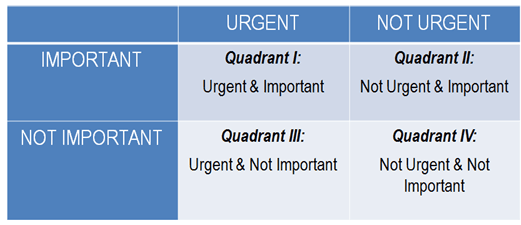 URGENT
NOT URGENT
IMPORTANT
Quadrant I:
Urgent & Important
Quadrant II:
Not Urgent & Important
NOT IMPORTANT
Quadrant III:
Urgent & Not Important
Quadrant IV:
Not Urgent & Not
Important